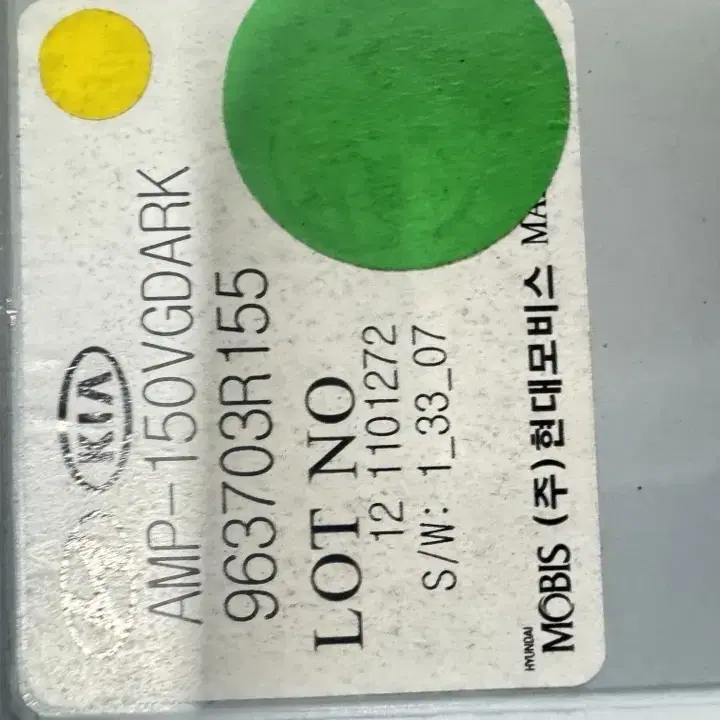 KIA
AMP-150VGDARK
963703R155
LOT NO
12 1101272
S/W: 1_33_07
HYUNDAI
MOBIS (주)현대모비스